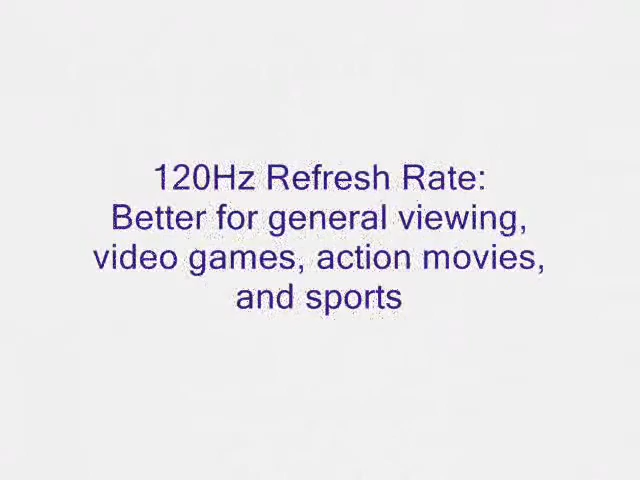 120Hz Refresh Rate:
Better for general viewing,
video games, action movies,
and sports